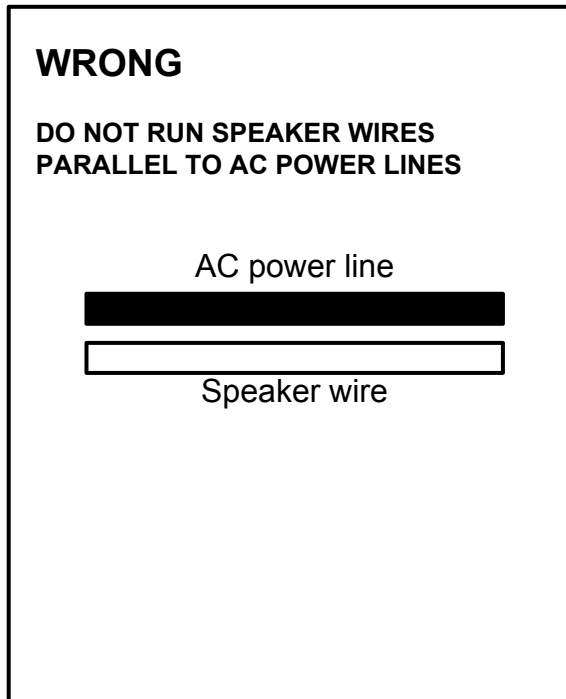 WRONG
DO NOT RUN SPEAKER WIRES
PARALLEL TO AC POWER LINES
AC power line
Speaker wire